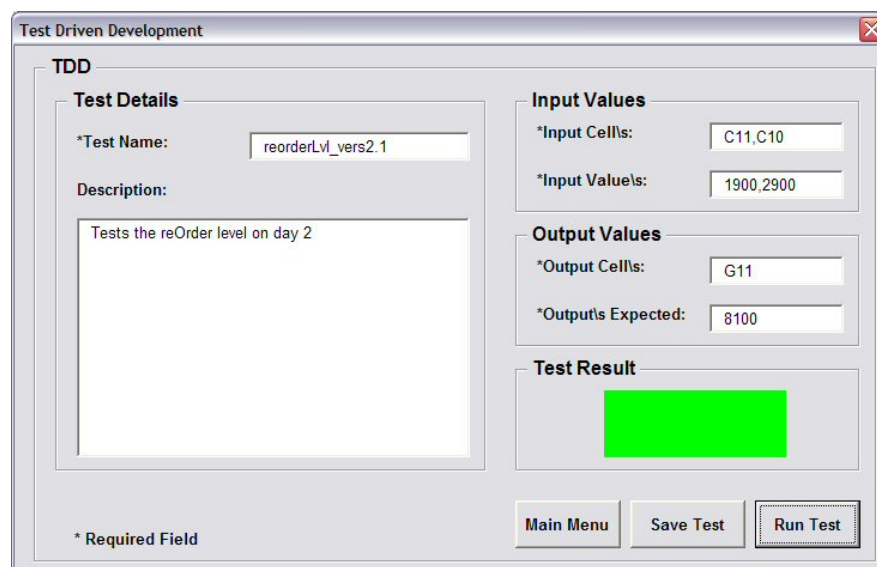 Test Driven Development
TDD
Test Details
*Test Name:
reorderLvl_vers2.1
Description:
Tests the reOrder level on day 2
* Required Field
Input Values
*Input Cell\s:
C11,C10
*Input Value\s:
1900,2900
Output Values
*Output Cell\s:
G11
*Output\s Expected:
8100
Test Result
Main Menu
Save Test
Run Test